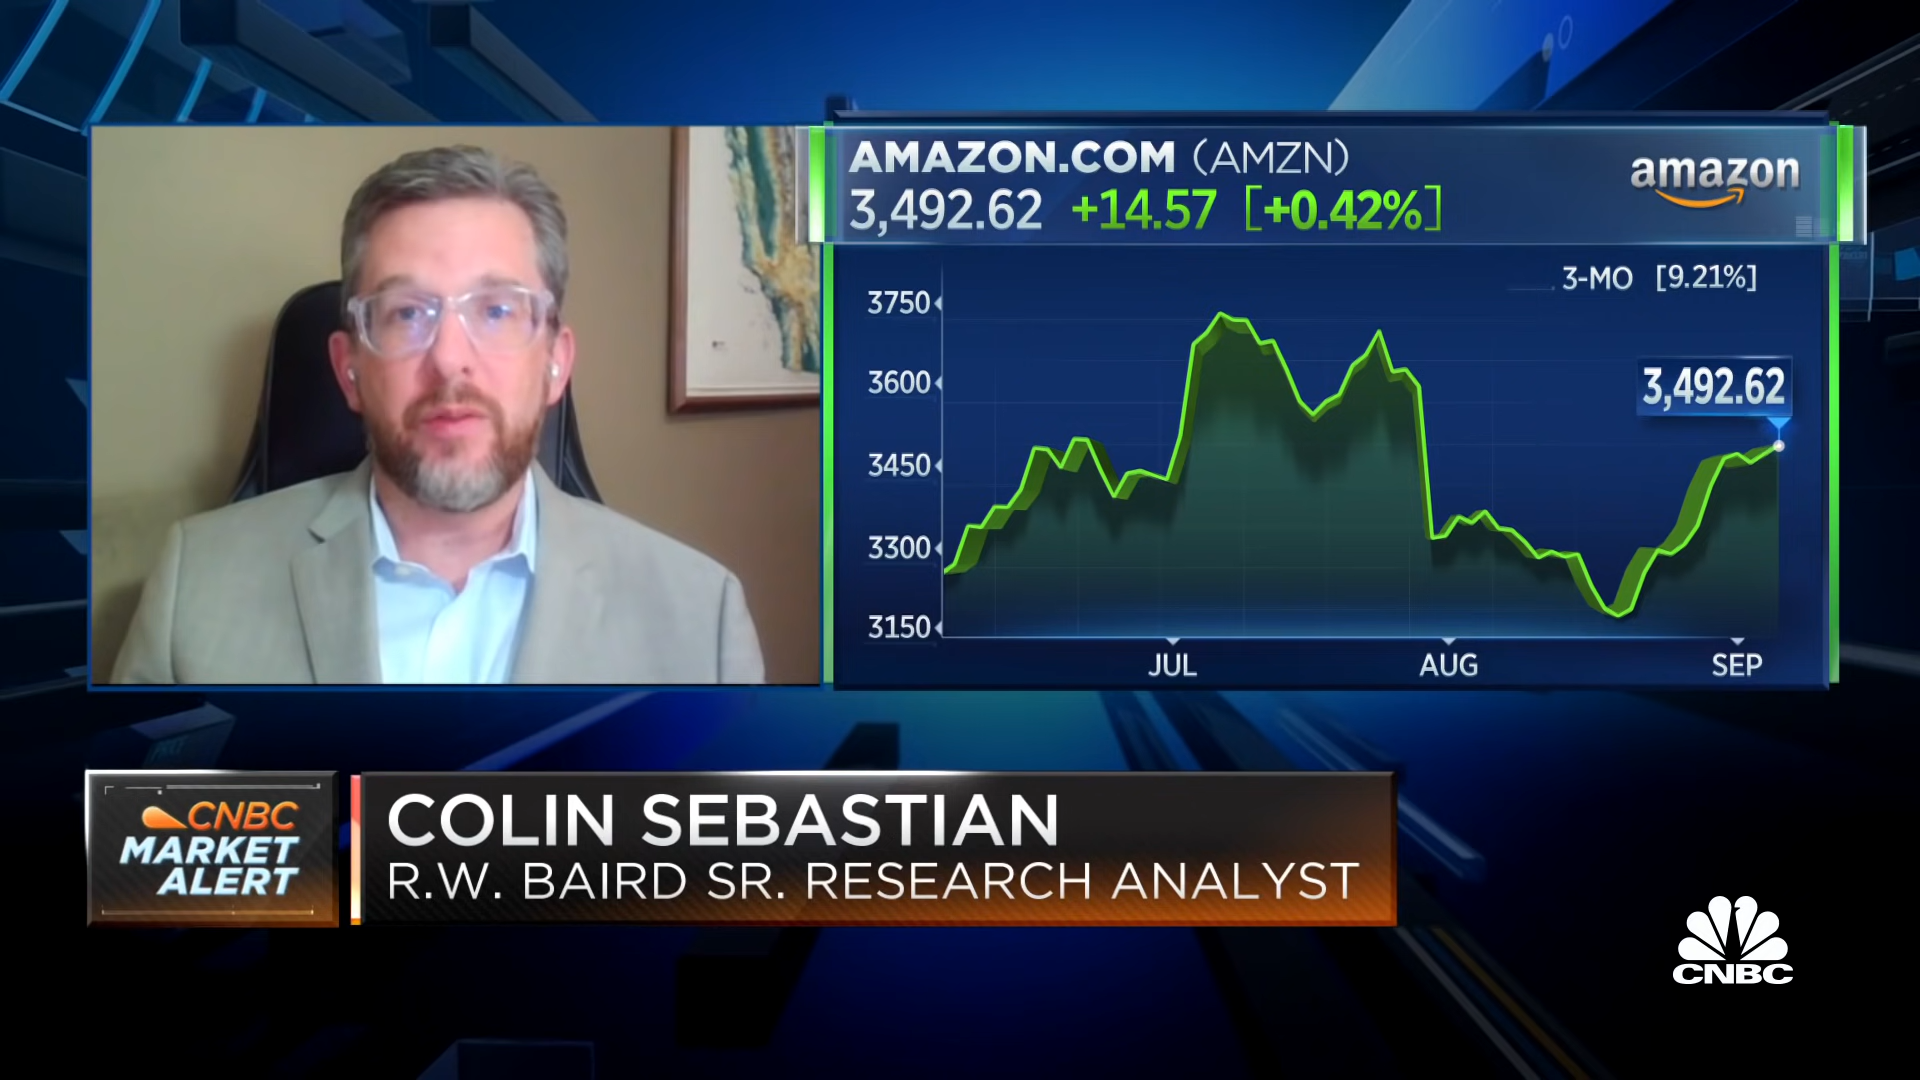 AMAZON.COM (AMZN)
3,492.62 +14.57 [+0.42%]
amazon
3-MO [9.21%]
3750
3600
3450
3300
3150
3,492.62
JUL AUG SEP
CNBC
MARKET
ALERT
COLIN SEBASTIAN
R.W. BAIRD SR. RESEARCH ANALYST
CNBC